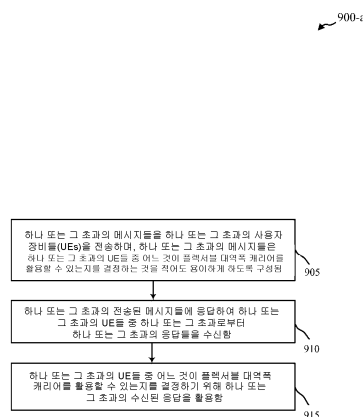 900-a
하나 또는 그 초과의 메시지들을 하나 또는 그 초과의 사용자
장비들(UEs)을 전송하며, 하나 또는 그 초과의 메시지들은
하나 또는 그 초과의 UE들 중 어느 것이 플렉서블 대역폭 캐리어를
활용할 수 있는지를 결정하는 것을 적어도 용이하게 하도록 구성됨
905
하나 또는 그 초과의 전송된 메시지들에 응답하여 하나 또는
그 초과의 UE들 중 하나 또는 그 초과로부터
하나 또는 그 초과의 응답들을 수신함
910
하나 또는 그 초과의 UE들 중 어느 것이 플렉서블 대역폭
캐리어를 활용할 수 있는지를 결정하기 위해 하나 또는
그 초과의 수신된 응답을 활용함
915